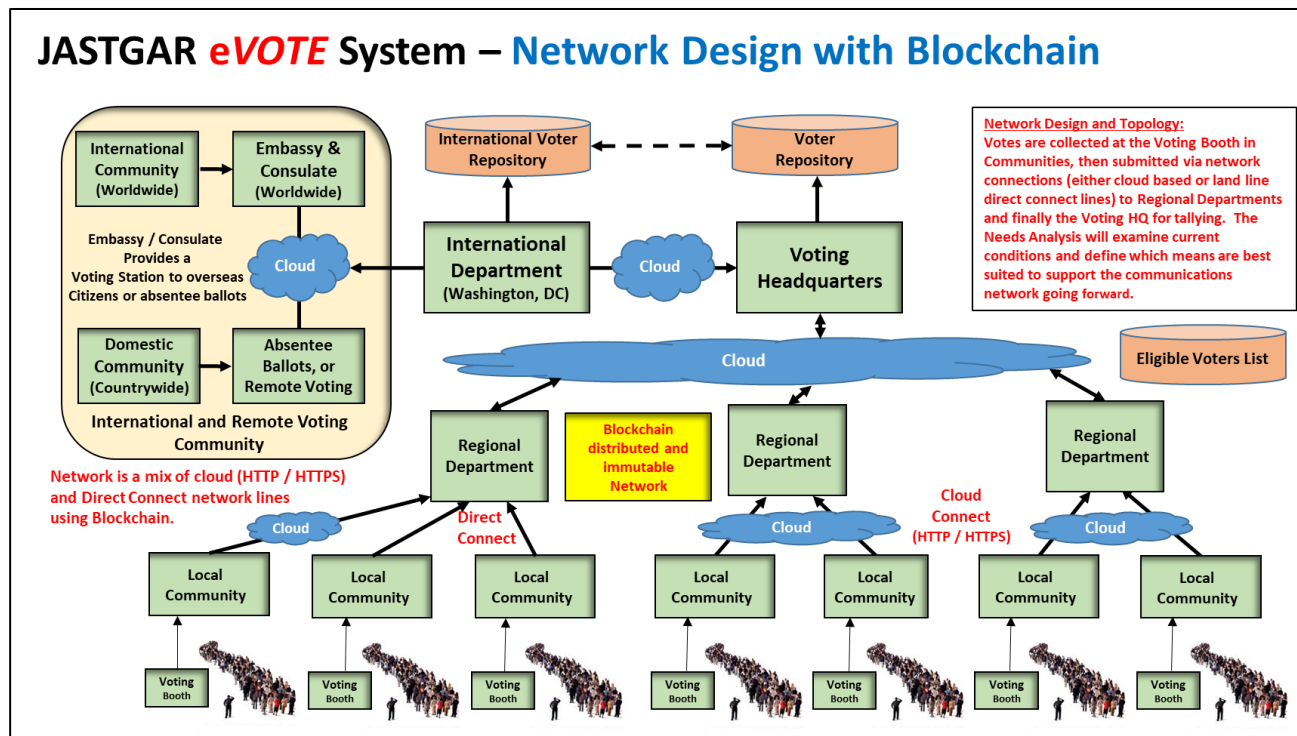 JASTGAR eVOTE System – Network Design with Blockchain
International
Community
(Worldwide)
Embassy &
Consulate
(Worldwide)
Embassy / Consulate
Provides a
Voting Station to overseas
Citizens or absentee ballots
Cloud
Domestic
Community
(Countrywide)
Absentee
Ballots, or
Remote Voting
International and Remote Voting
Community
International Voter
Repository
Voter
Repository
International
Department
(Washington, DC)
Cloud
Voting
Headquarters
Network Design and Topology:
Votes are collected at the Voting Booth in
Communities, then submitted via network
connections (either cloud based or land line
direct connect lines) to Regional Departments
and finally the Voting HQ for tallying. The
Needs Analysis will examine current
conditions and define which means are best
suited to support the communications
network going forward.
Cloud
Eligible Voters List
Regional
Department
Blockchain
distributed and
immutable
Network
Regional
Department
Regional
Department
Network is a mix of cloud (HTTP / HTTPS)
and Direct Connect network lines
using Blockchain.
Cloud
Direct
Connect
Cloud
Cloud
Connect
(HTTP / HTTPS)
Cloud
Local
Community
Local
Community
Local
Community
Local
Community
Local
Community
Local
Community
Local
Community
Voting
Booth
Voting
Booth
Voting
Booth
Voting
Booth
Voting
Booth
Voting
Booth
Voting
Booth